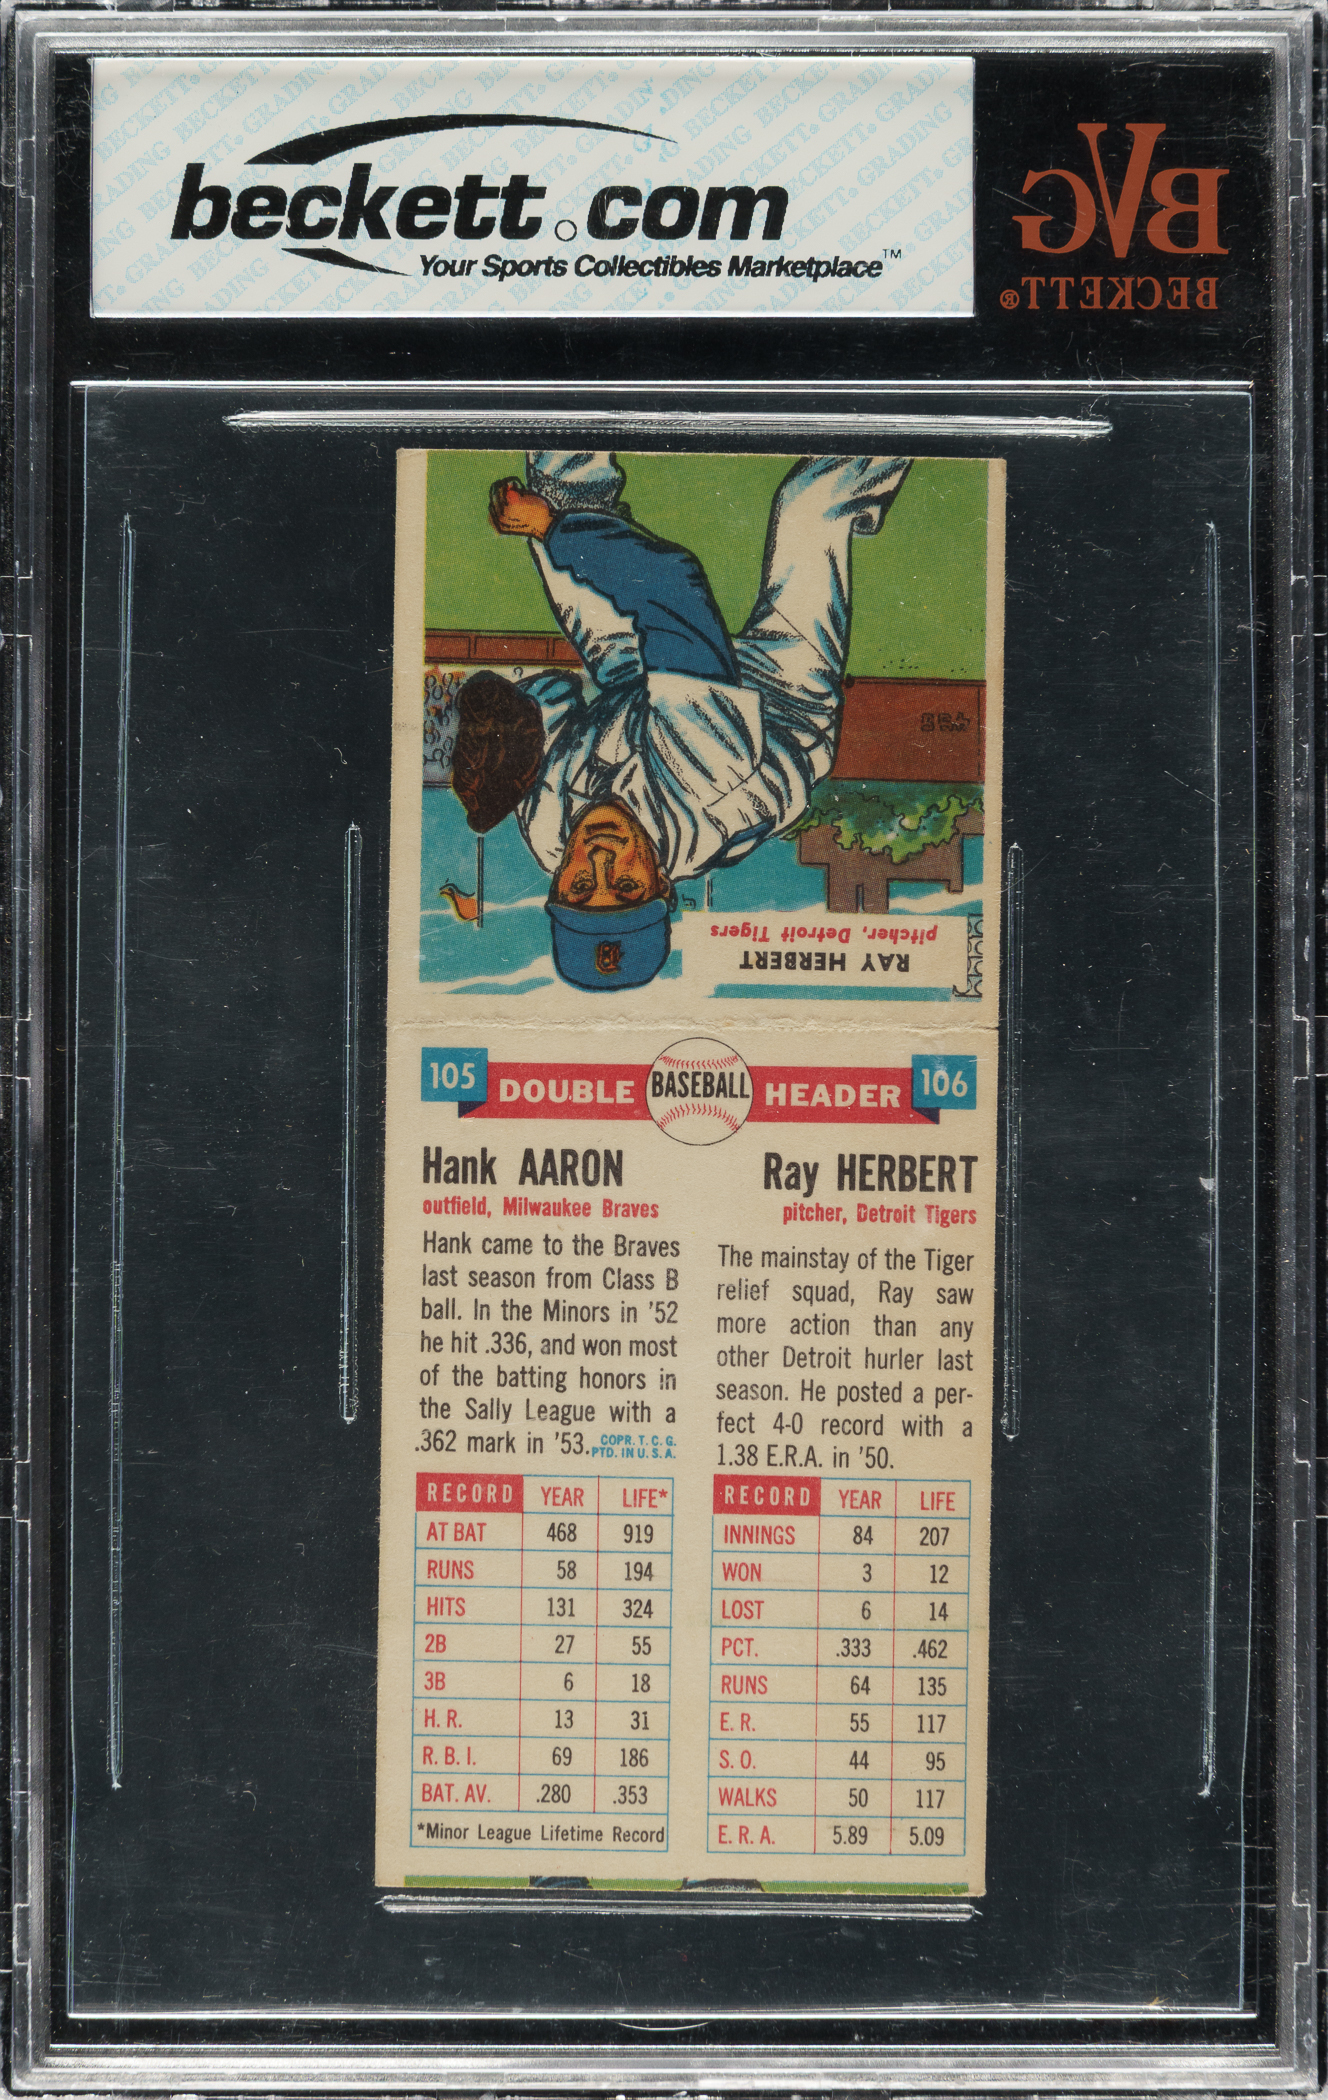 beckett.com
Your Sports Collectibles Marketplace™
BVG
BECKETT®
RAY HERBERT
pitcher, Detroit Tigers
105 DOUBLE BASEBALL HEADER 106
Hank AARON
outfield, Milwaukee Braves
Hank came to the Braves
last season from Class B
ball. In the Minors in '52
he hit .336, and won most
of the batting honors in
the Sally League with a
.362 mark in '53. COPR. T. C. G.
PTD. IN U. S. A.
RECORD YEAR LIFE*
AT BAT 468 919
RUNS 58 194
HITS 131 324
2B 27 55
3B 6 18
H. R. 13 31
R. B. I. 69 186
BAT. AV. .280 .353
*Minor League Lifetime Record
Ray HERBERT
pitcher, Detroit Tigers
The mainstay of the Tiger
relief squad, Ray saw
more action than any
other Detroit hurler last
season. He posted a per-
fect 4-0 record with a
1.38 E.R.A. in '50.
RECORD YEAR LIFE
INNINGS 84 207
WON 3 12
LOST 6 14
PCT. .333 .462
RUNS 64 135
E. R. 55 117
S. O. 44 95
WALKS 50 117
E. R. A. 5.89 5.09